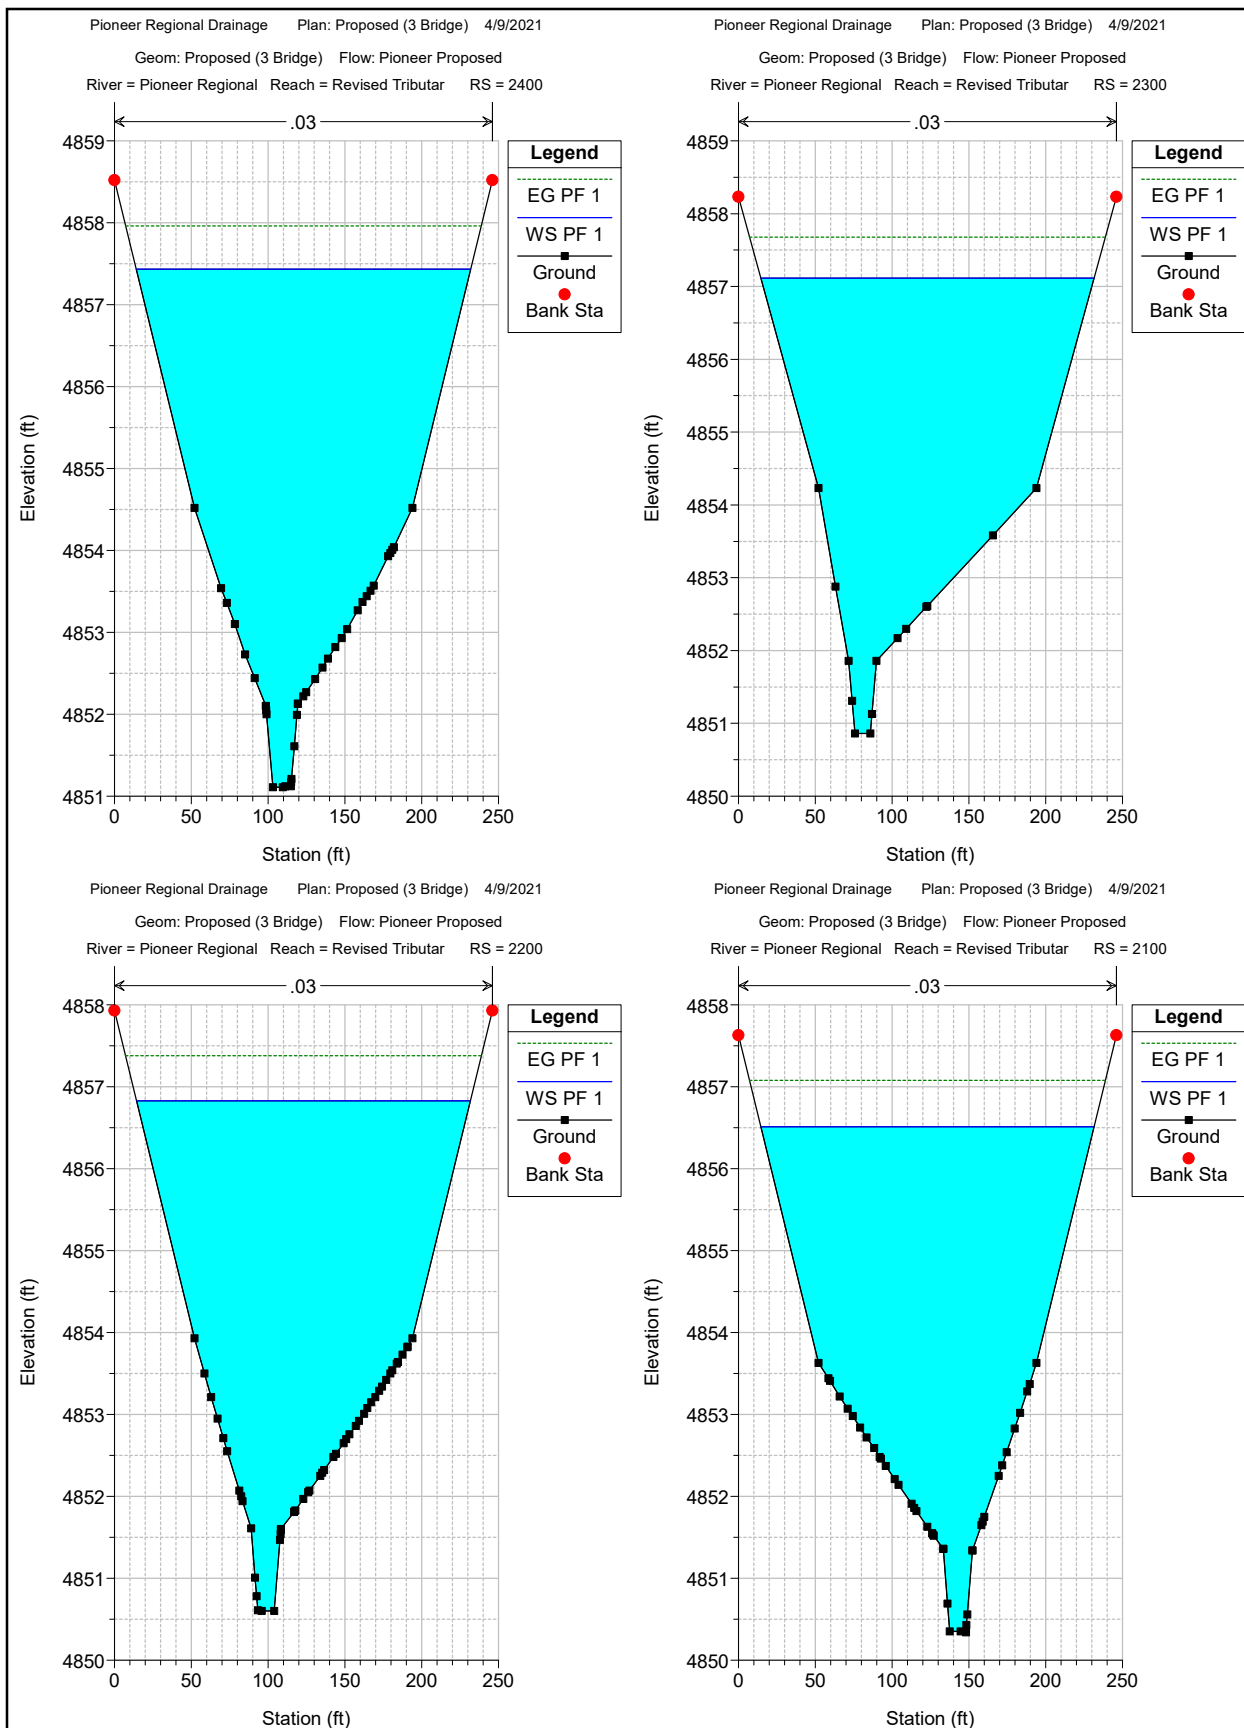 Pioneer Regional Drainage Plan: Proposed (3 Bridge) 4/9/2021
Geom: Proposed (3 Bridge) Flow: Pioneer Proposed
River = Pioneer Regional Reach = Revised Tributar RS = 2400
.03
4859
4858
4857
4856
4855
4854
4853
4852
4851
Elevation (ft)
0 50 100 150 200 250
Station (ft)
Legend
EG PF 1
WS PF 1
Ground
Bank Sta
Pioneer Regional Drainage Plan: Proposed (3 Bridge) 4/9/2021
Geom: Proposed (3 Bridge) Flow: Pioneer Proposed
River = Pioneer Regional Reach = Revised Tributar RS = 2300
.03
4859
4858
4857
4856
4855
4854
4853
4852
4851
4850
Elevation (ft)
0 50 100 150 200 250
Station (ft)
Legend
EG PF 1
WS PF 1
Ground
Bank Sta
Pioneer Regional Drainage Plan: Proposed (3 Bridge) 4/9/2021
Geom: Proposed (3 Bridge) Flow: Pioneer Proposed
River = Pioneer Regional Reach = Revised Tributar RS = 2200
.03
4858
4857
4856
4855
4854
4853
4852
4851
4850
Elevation (ft)
0 50 100 150 200 250
Station (ft)
Legend
EG PF 1
WS PF 1
Ground
Bank Sta
Pioneer Regional Drainage Plan: Proposed (3 Bridge) 4/9/2021
Geom: Proposed (3 Bridge) Flow: Pioneer Proposed
River = Pioneer Regional Reach = Revised Tributar RS = 2100
.03
4858
4857
4856
4855
4854
4853
4852
4851
4850
Elevation (ft)
0 50 100 150 200 250
Station (ft)
Legend
EG PF 1
WS PF 1
Ground
Bank Sta